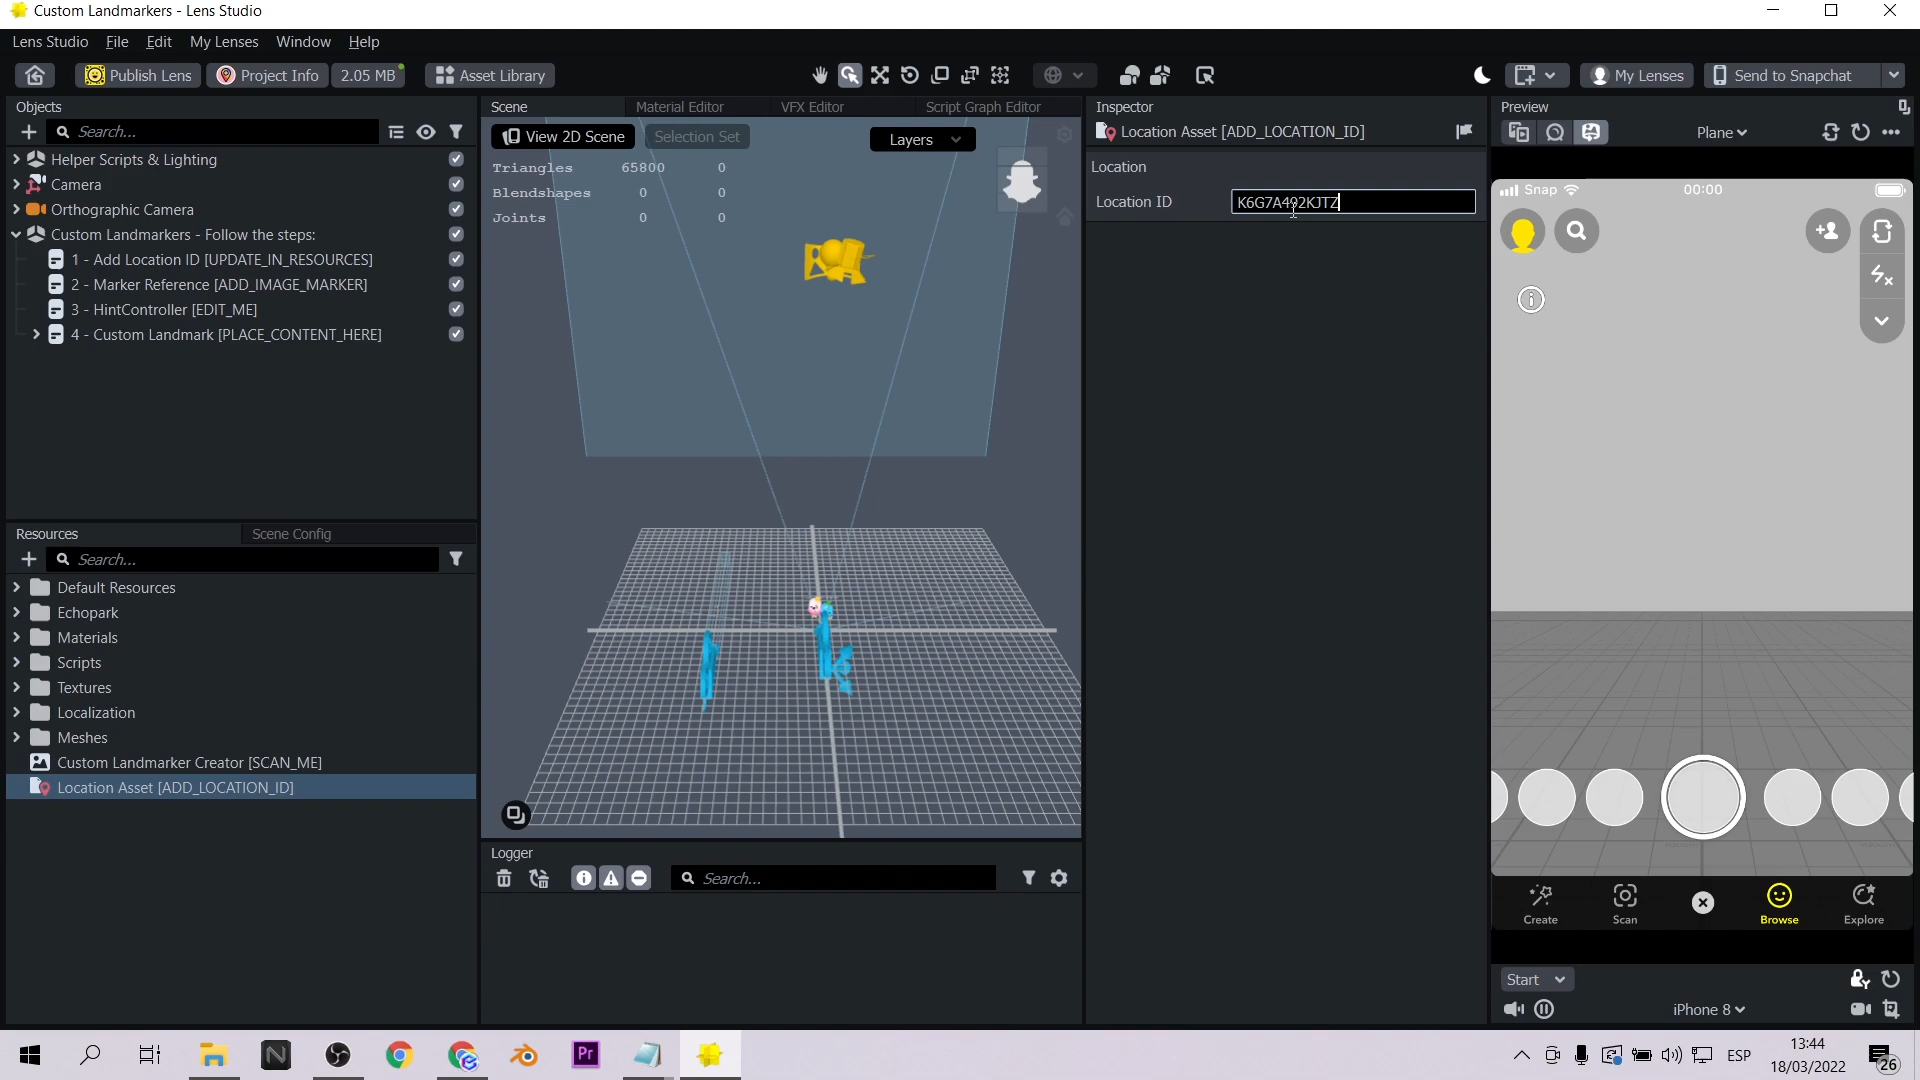 Custom Landmarkers - Lens Studio
Lens Studio File Edit My Lenses Window Help
Publish Lens Project Info 2.05 MB Asset Library My Lenses Send to Snapchat
Objects
Search...
Helper Scripts & Lighting
Camera
Orthographic Camera
Custom Landmarkers - Follow the steps:
1 - Add Location ID [UPDATE_IN_RESOURCES]
2 - Marker Reference [ADD_IMAGE_MARKER]
3 - HintController [EDIT_ME]
4 - Custom Landmark [PLACE_CONTENT_HERE]
Resources Scene Config
Search...
Default Resources
Echopark
Materials
Scripts
Textures
Localization
Meshes
Custom Landmarker Creator [SCAN_ME]
Location Asset [ADD_LOCATION_ID]
Scene Material Editor VFX Editor Script Graph Editor
View 2D Scene Selection Set Layers
Triangles 65800 0
Blendshapes 0 0
Joints 0 0
Logger
Search...
Inspector
Location Asset [ADD_LOCATION_ID]
Location
Location ID K6G7A492KJTZ
Preview
Plane
Snap 00:00
Create Scan Browse Explore
Start
iPhone 8
Pr
ESP
13:44
18/03/2022
26